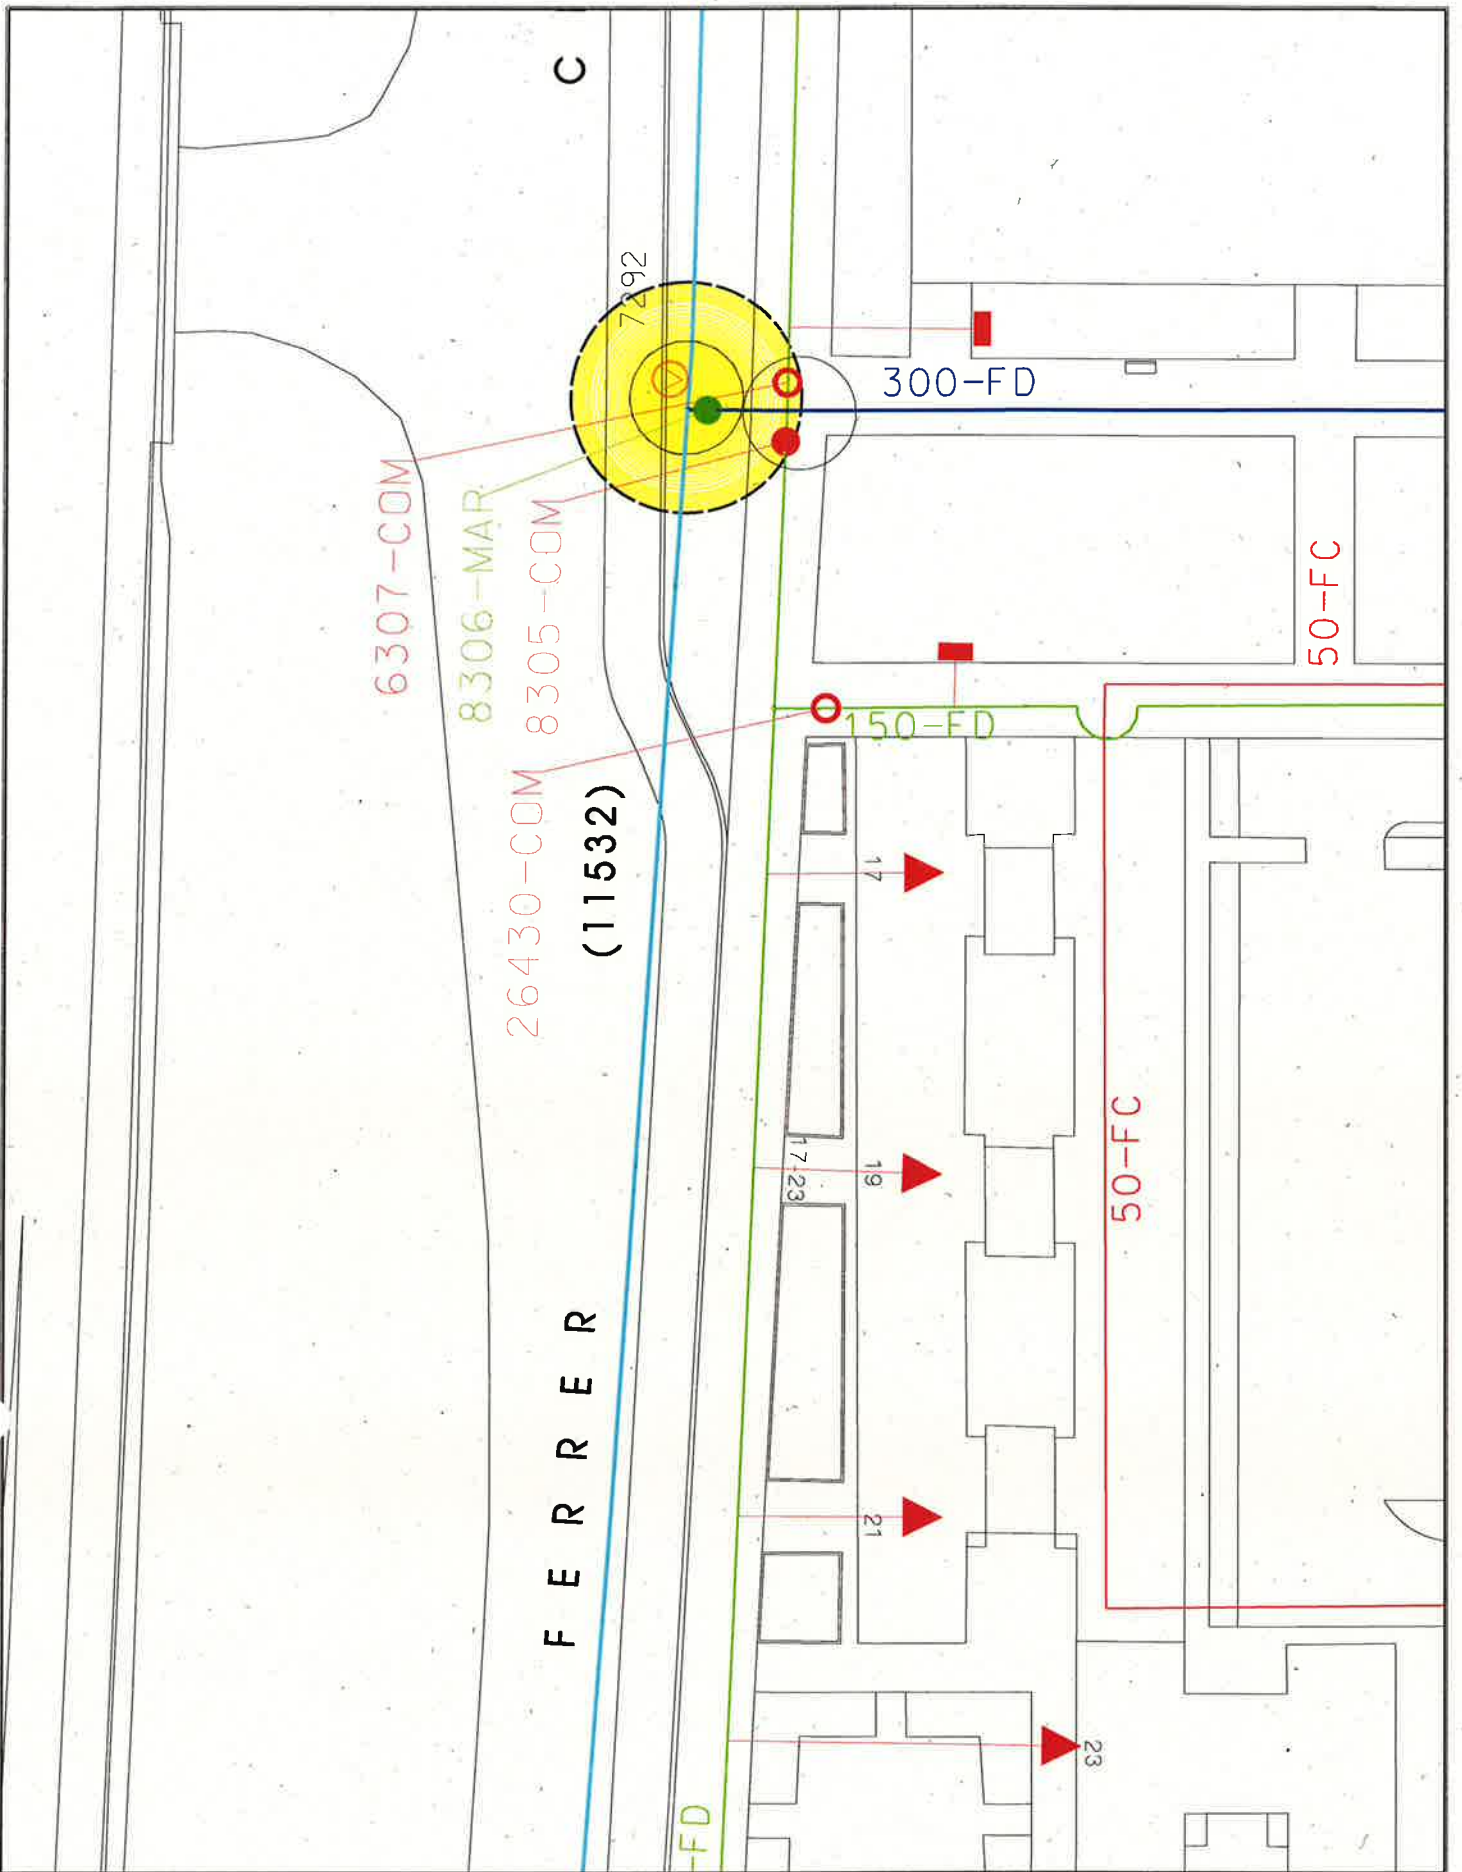 C
7292
300-FD
6307-COM
8306-MAR
8305-COM
26430-COM
(11532)
150-FD
50-FC
17
19
17-23
50-FC
21
FERRER
23
-FD